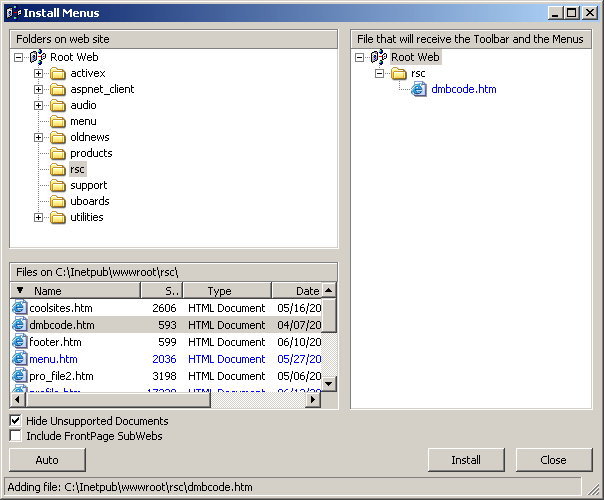 Install Menus
Folders on web site
Root Web
activex
aspnet_client
audio
menu
oldnews
products
rsc
support
uboards
utilities
File that will receive the Toolbar and the Menus
Root Web
rsc
dmbcode.htm
Files on C:\Inetpub\wwwroot\rsc\
Name S.. Type Date
coolsites.htm 2606 HTML Document 05/16/20
dmbcode.htm 593 HTML Document 04/07/20
footer.htm 599 HTML Document 06/10/20
menu.htm 2036 HTML Document 05/27/20
pro_file2.htm 3198 HTML Document 05/06/20
HTML Document
Hide Unsupported Documents
Include FrontPage SubWebs
Auto
Install
Close
Adding file: C:\Inetpub\wwwroot\rsc\dmbcode.htm